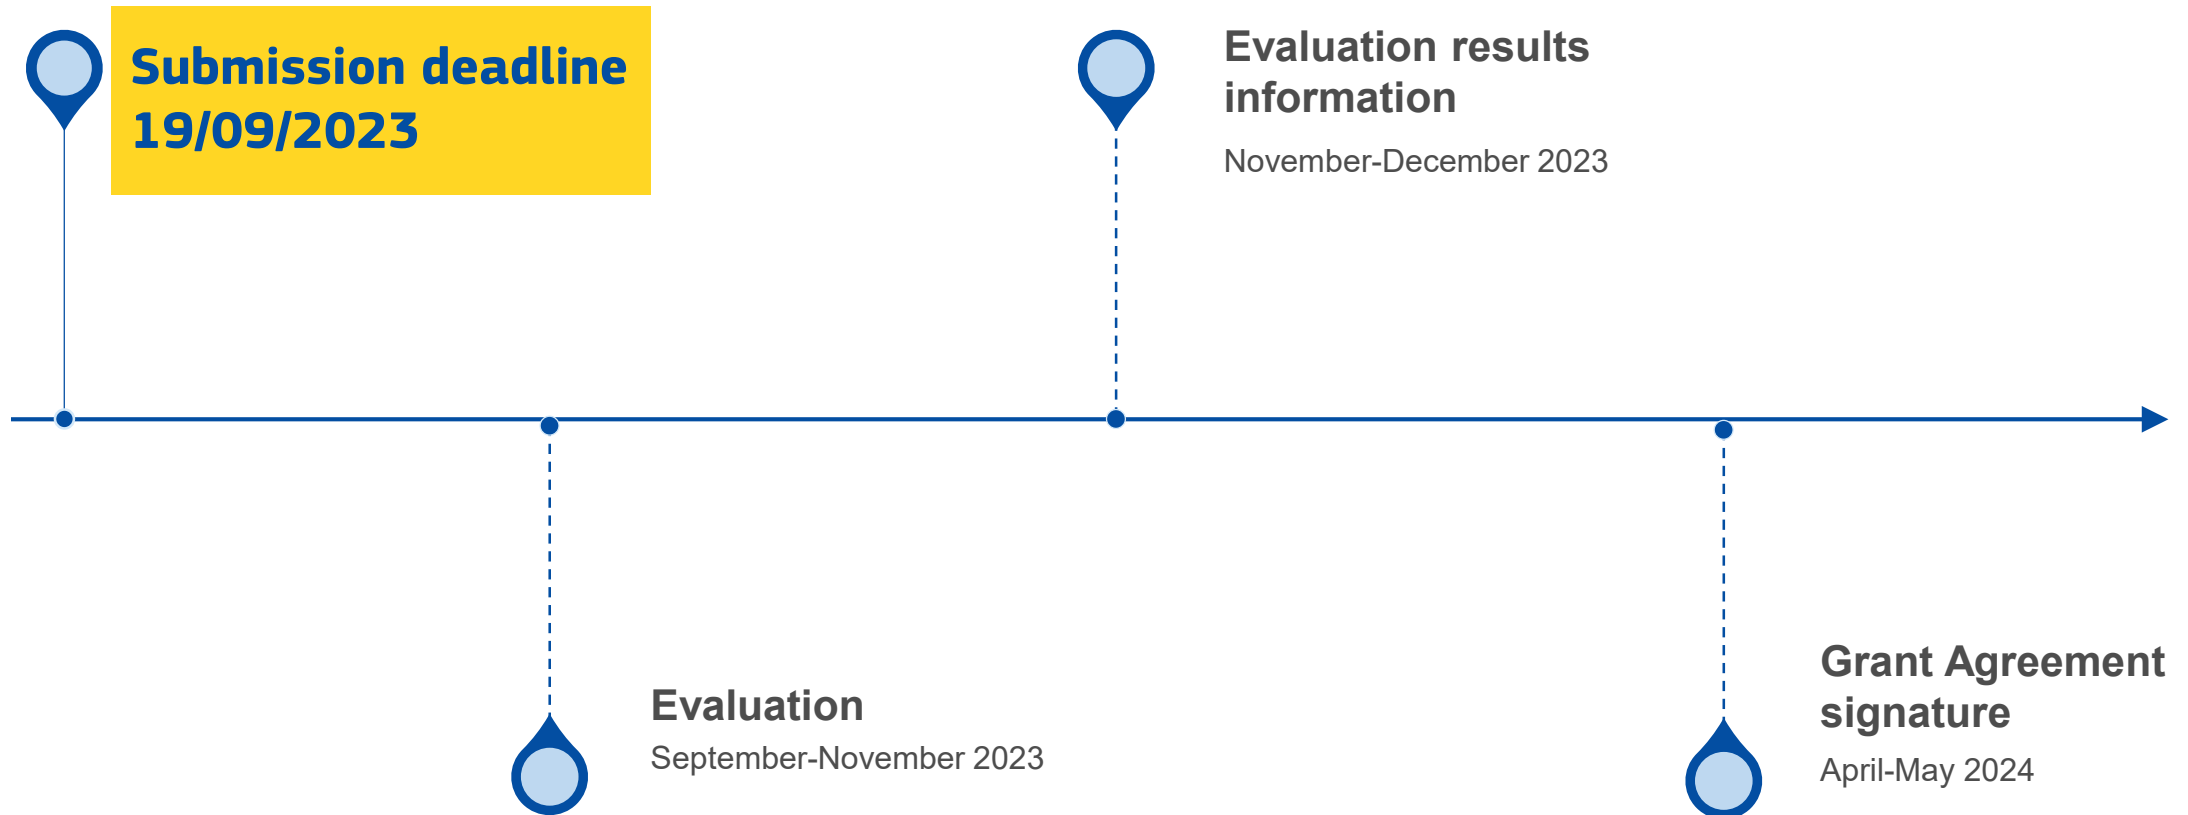 Submission deadline
19/09/2023
Evaluation results
information
November-December 2023
Evaluation
September-November 2023
Grant Agreement
signature
April-May 2024